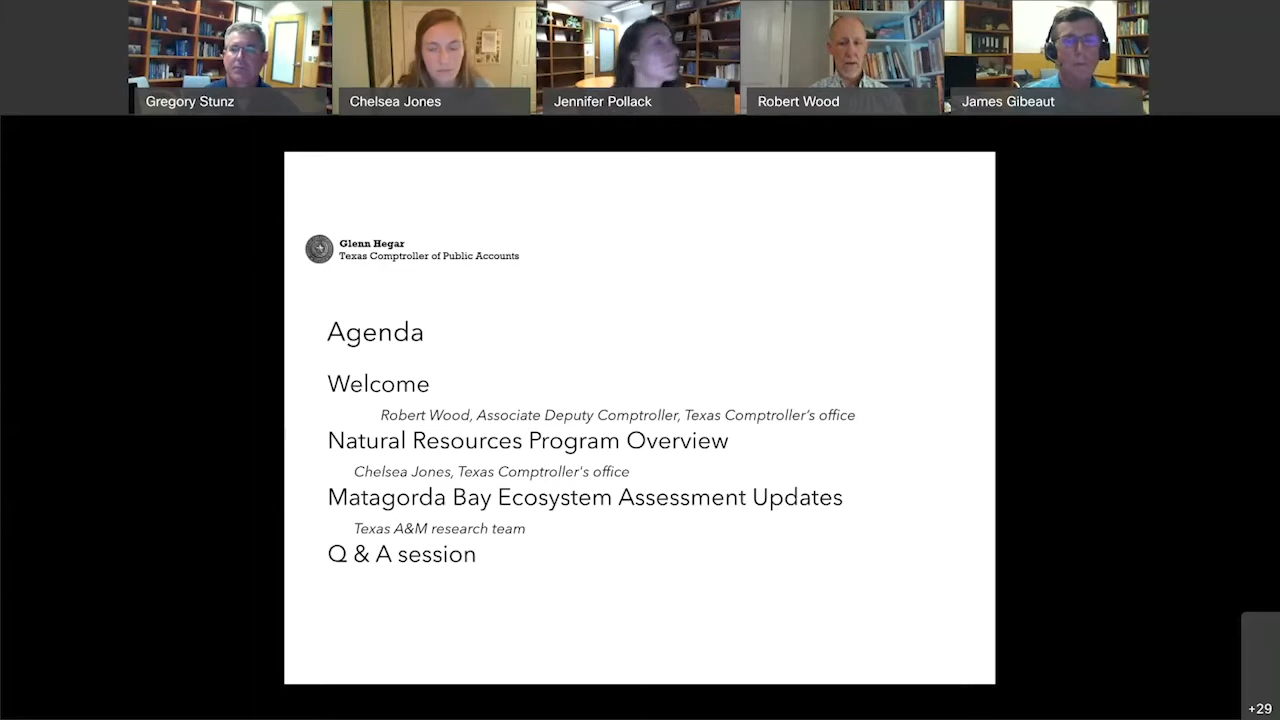 Gregory Stunz
Chelsea Jones
Jennifer Pollack
Robert Wood
James Gibeaut
Glenn Hegar
Texas Comptroller of Public Accounts
Agenda
Welcome
Robert Wood, Associate Deputy Comptroller, Texas Comptroller's office
Natural Resources Program Overview
Chelsea Jones, Texas Comptroller's office
Matagorda Bay Ecosystem Assessment Updates
Texas A&M research team
Q & A session
+29